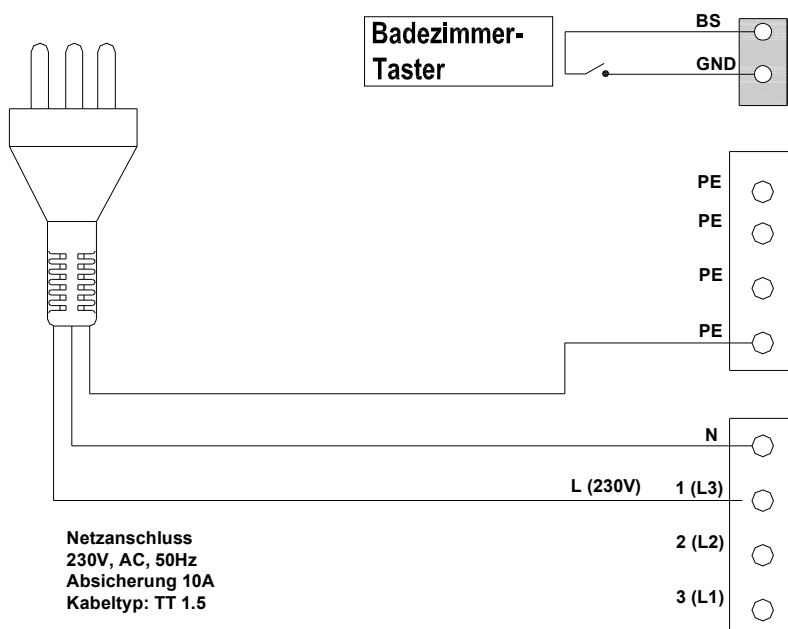 Badezimmer-
Taster
BS
GND
PE
PE
PE
PE
N
L (230V) 1 (L3)
2 (L2)
3 (L1)
Netzanschluss
230V, AC, 50Hz
Absicherung 10A
Kabeltyp: TT 1.5